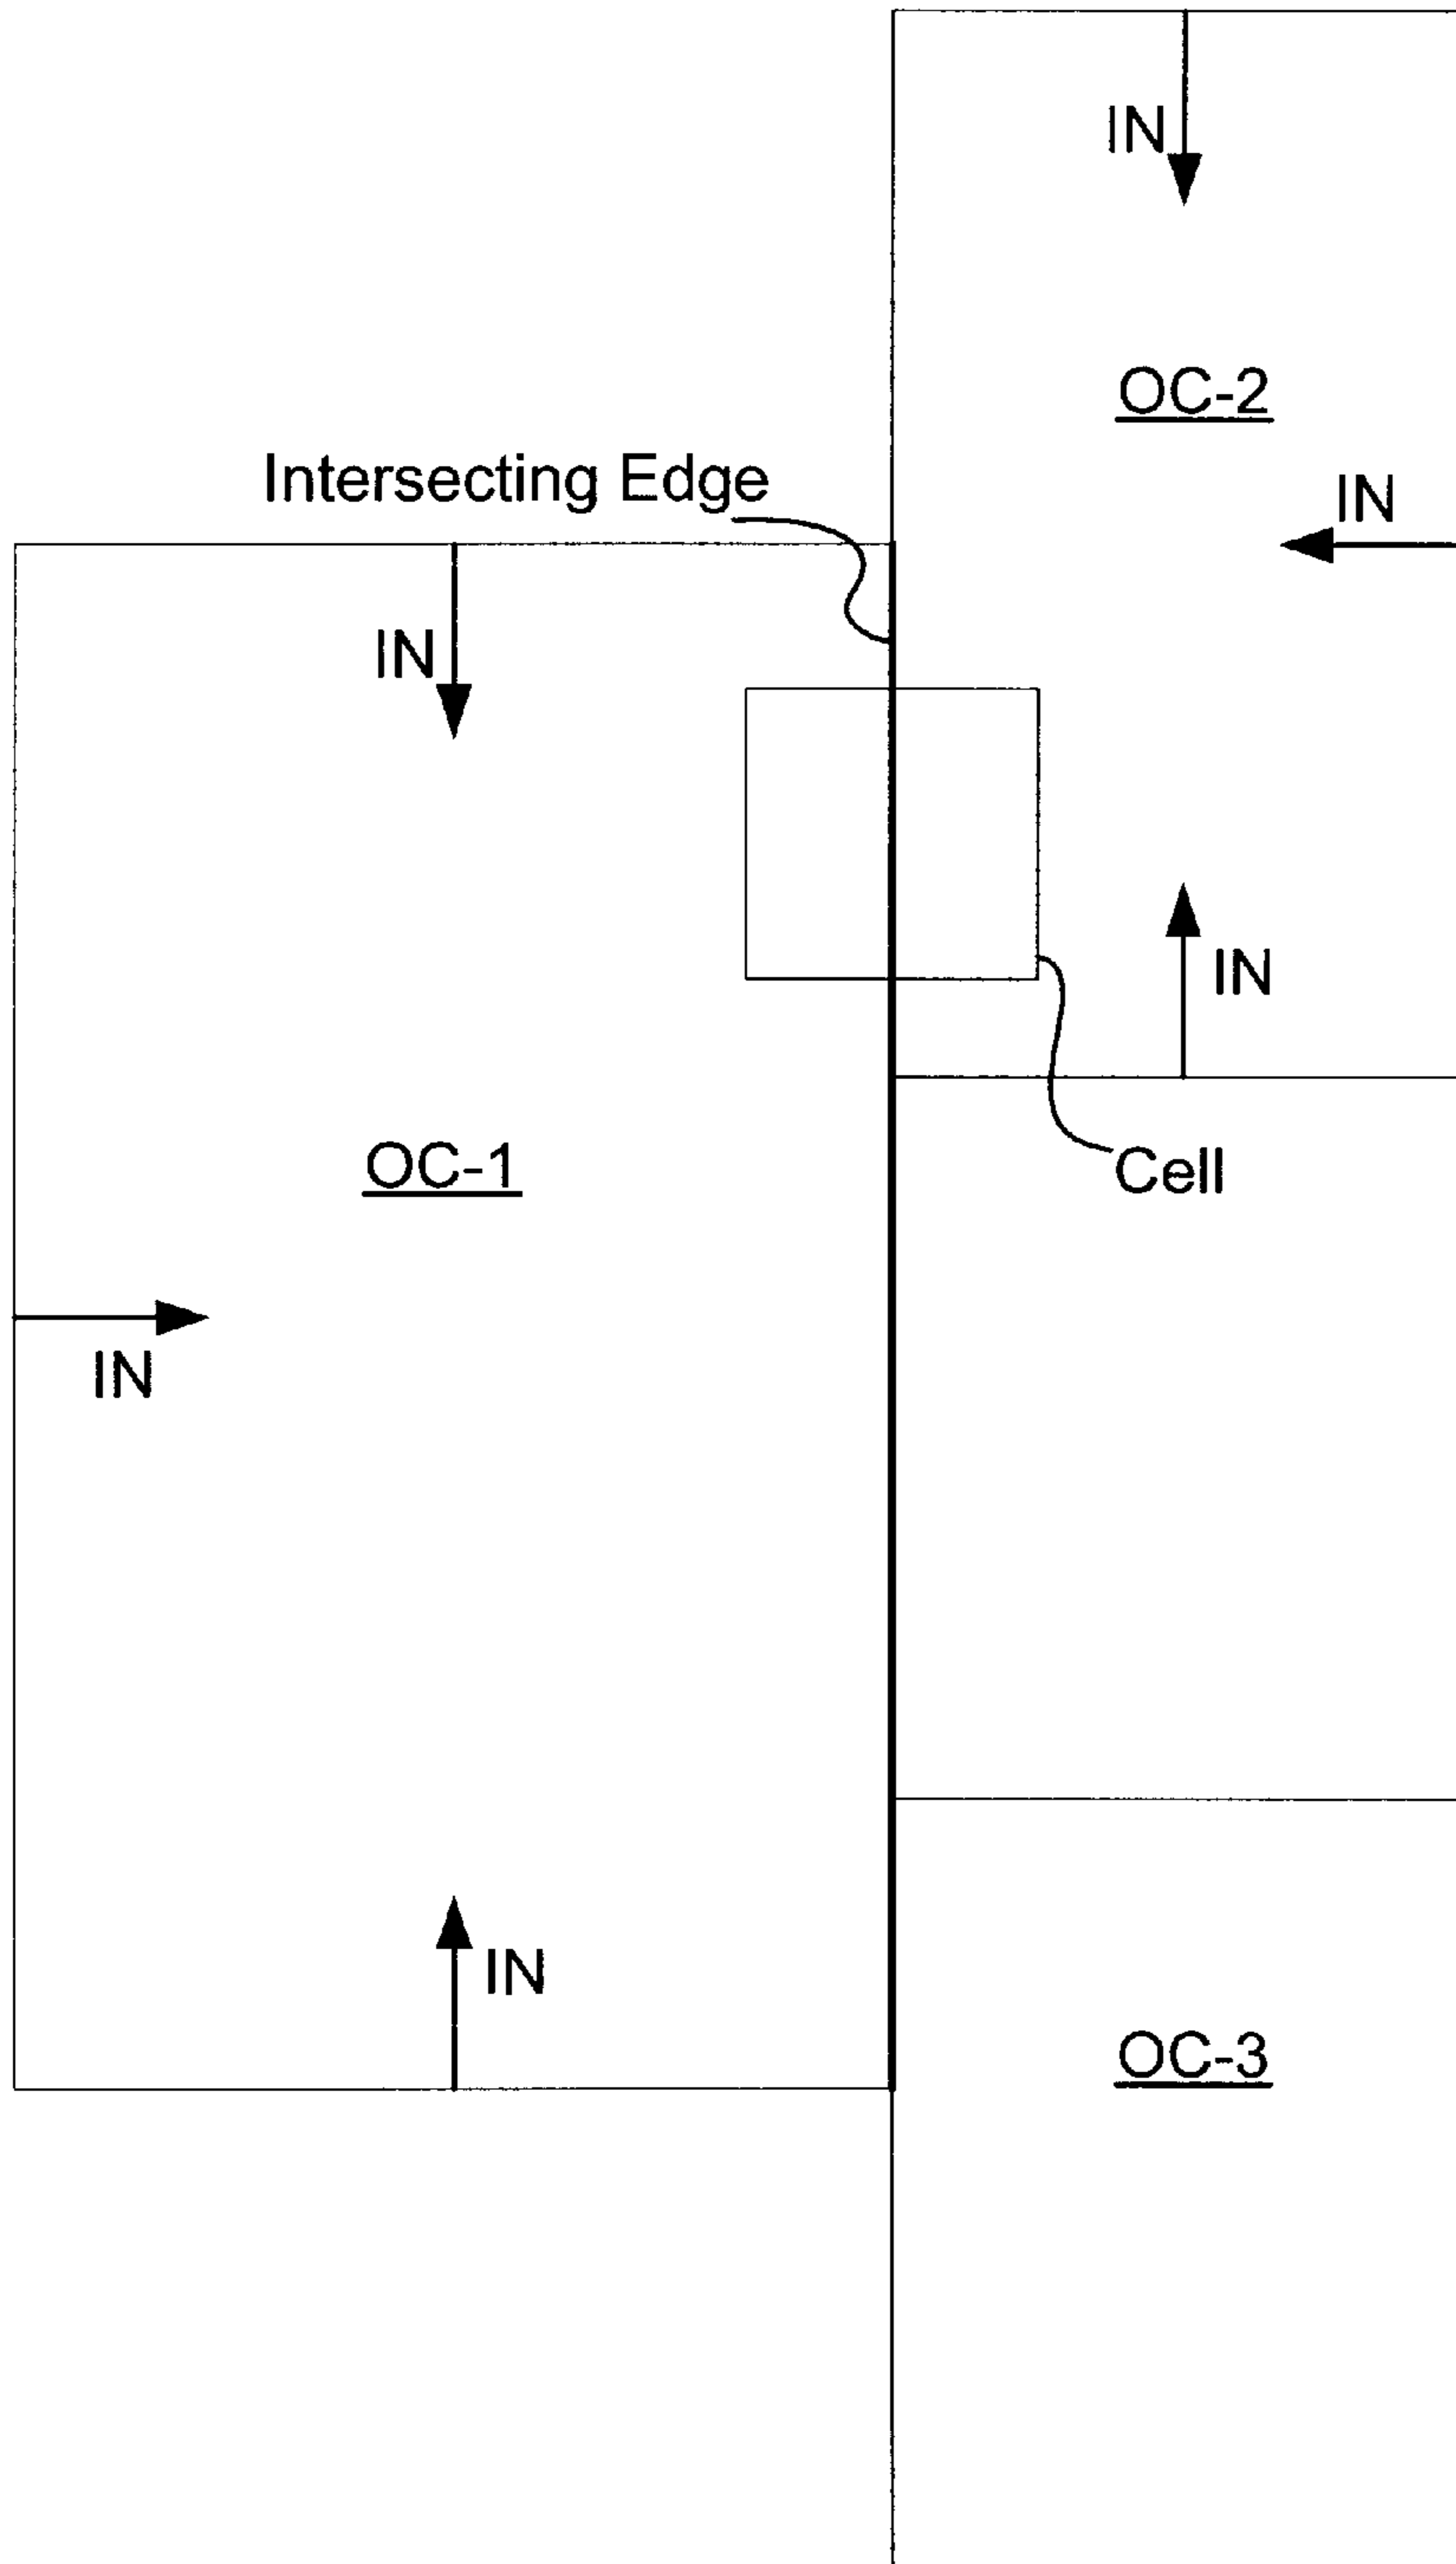 IN
OC-2
Intersecting Edge
IN
IN
IN
OC-1
Cell
IN
IN
OC-3